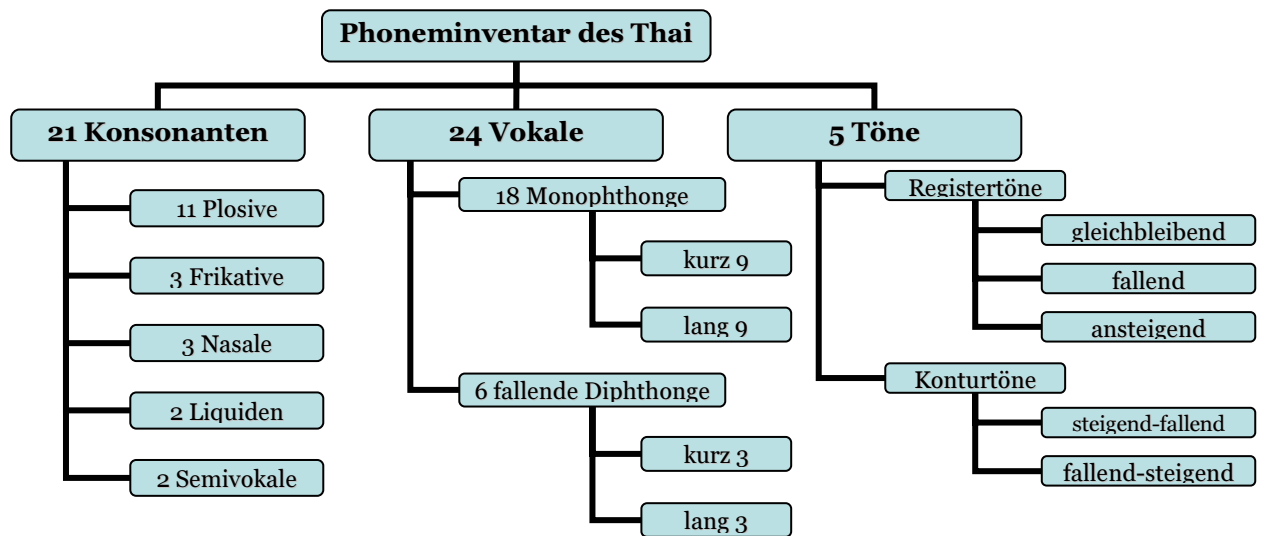 Phoneminventar des Thai
21 Konsonanten
11 Plosive
3 Frikative
3 Nasale
2 Liquiden
2 Semivokale
24 Vokale
18 Monophthonge
kurz 9
lang 9
6 fallende Diphthonge
kurz 3
lang 3
5 Töne
Registertöne
gleichbleibend
fallend
ansteigend
Konturtöne
steigend-fallend
fallend-steigend